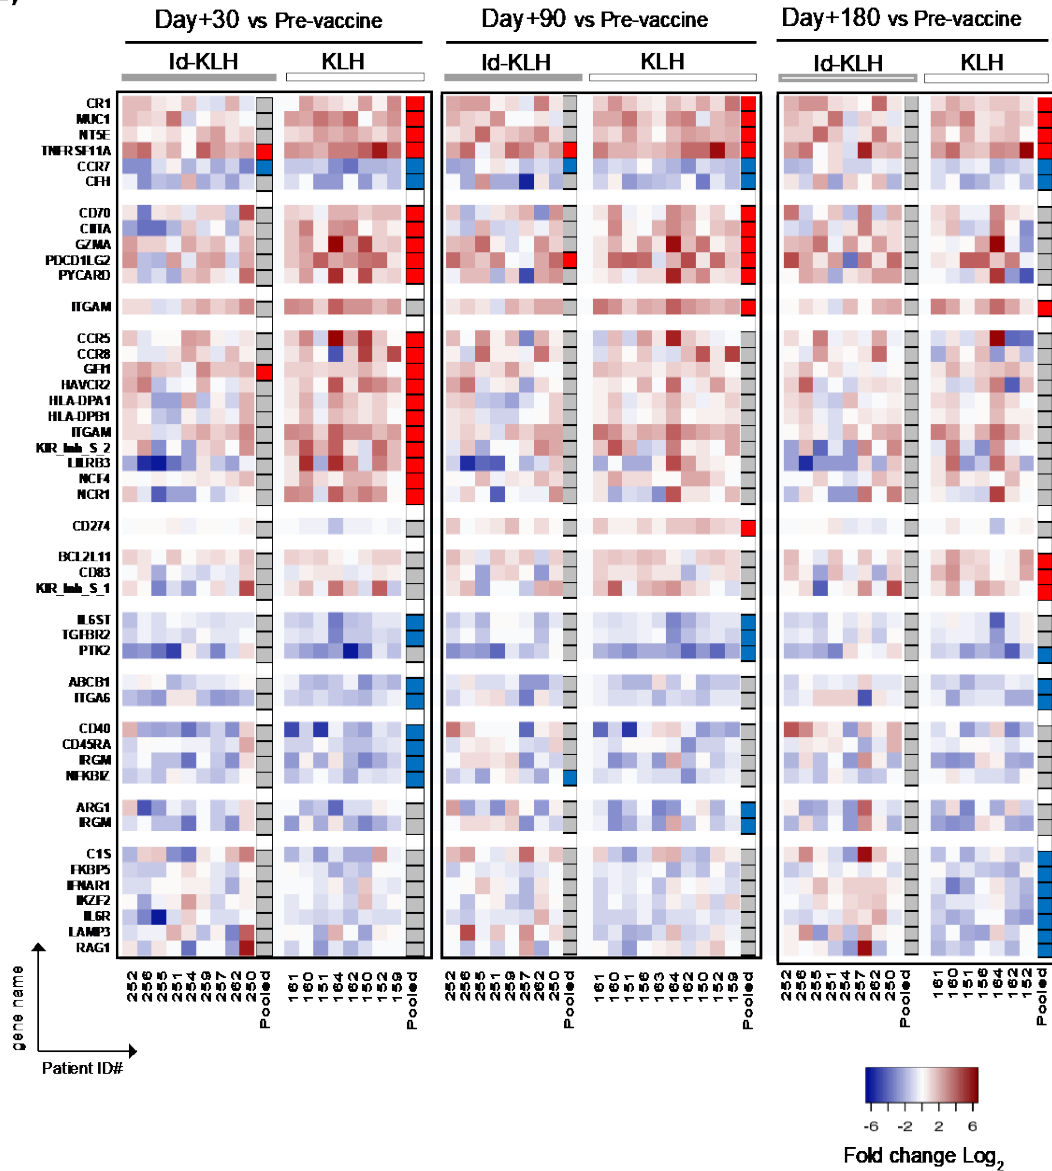 Day+30 vs Pre-vaccine
Day+90 vs Pre-vaccine
Day+180 vs Pre-vaccine
Id-KLH
KLH
Id-KLH
KLH
Id-KLH
KLH
CR1
MUC1
NT5E
TNFRSF11A
CCR7
CFH
CD70
CIITA
GZMA
PDCD1LG2
PYCARD
ITGAM
CCR5
CCR8
GFI1
HAVCR2
HLA-DPA1
HLA-DPB1
ITGAM
KIR_Inh_S_2
LILRB3
NCF4
NCR1
CD274
BCL2L11
CD83
KIR_Inh_S_1
IL6ST
TGFBR2
PTK2
ABCB1
ITGA6
CD40
CD45RA
IRGM
NFKBIZ
ARG1
IRGM
C1S
FKBP5
IFNAR1
IKZF2
IL6R
LAMP3
RAG1
252
256
255
251
254
259
257
262
250
Pooled
161
160
151
164
162
150
152
159
Pooled
252
256
255
251
259
257
262
250
Pooled
161
160
151
156
163
164
162
150
152
159
Pooled
252
256
255
251
254
257
262
250
Pooled
161
160
151
156
164
162
152
Pooled
gene name
Patient ID#
-6 -2 2 6
Fold change Log2